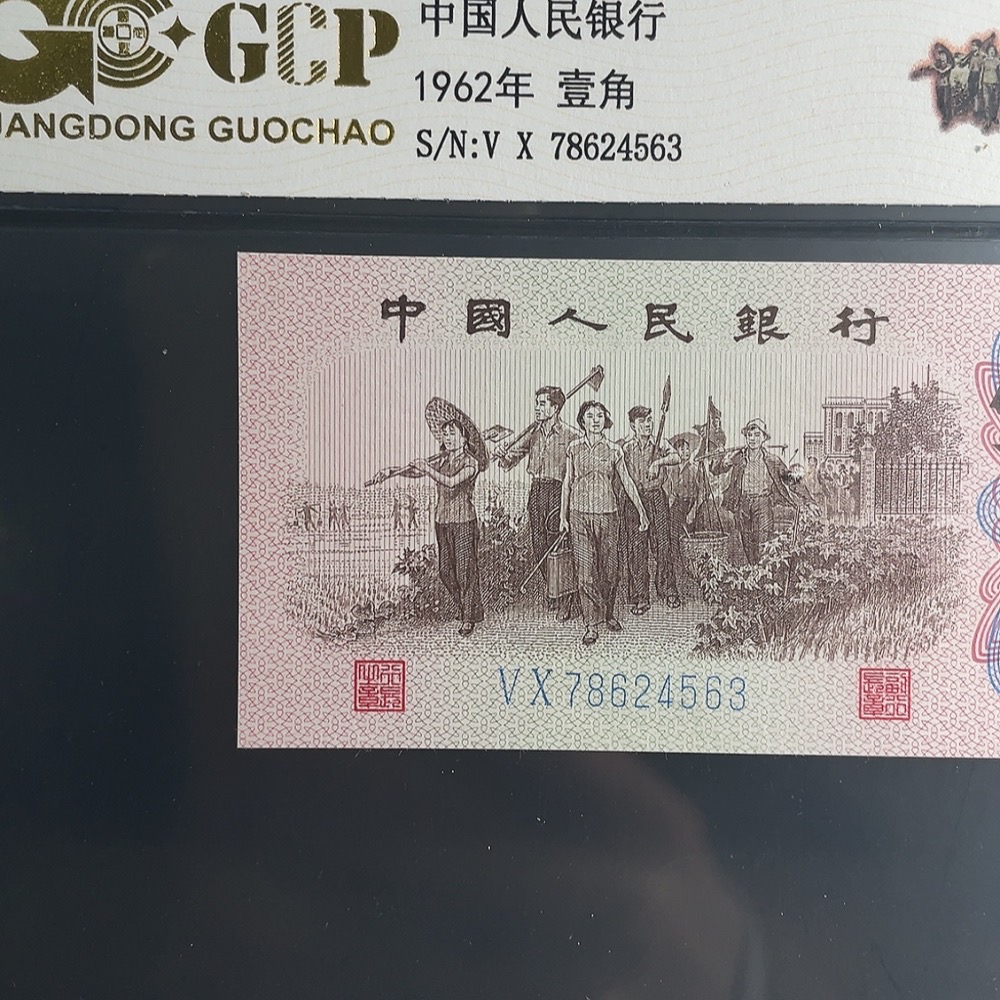 GCP
UANGDONG GUOCHAO
中国人民银行
1962年 壹角
S/N:V X 78624563
中國人民銀行
VX78624563